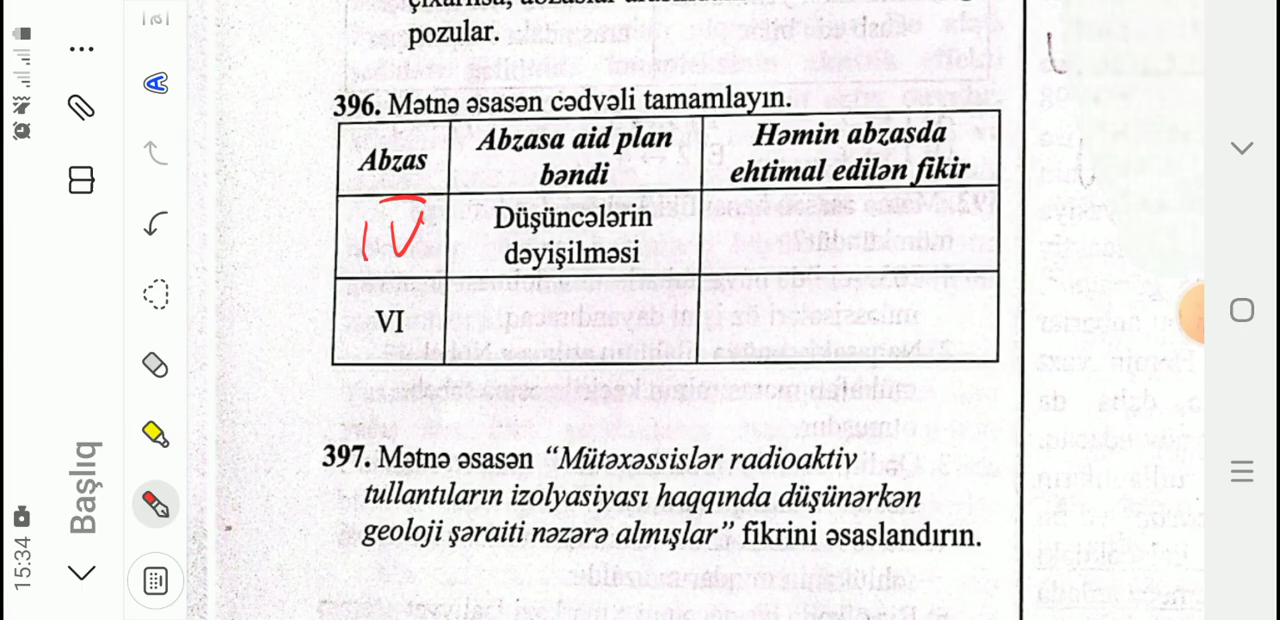 pozular.
396. Mətnə əsasən cədvəli tamamlayın.
Abzas
Abzasa aid plan
bəndi
Həmin abzasda
ehtimal edilən fikir
IV
Düşüncələrin
dəyişilməsi
VI
397. Mətnə əsasən “Mütəxəssislər radioaktiv
tullantıların izolyasiyası haqqında düşünərkən
geoloji şəraiti nəzərə almışlar” fikrini əsaslandırın.
15:34
Başlıq
A